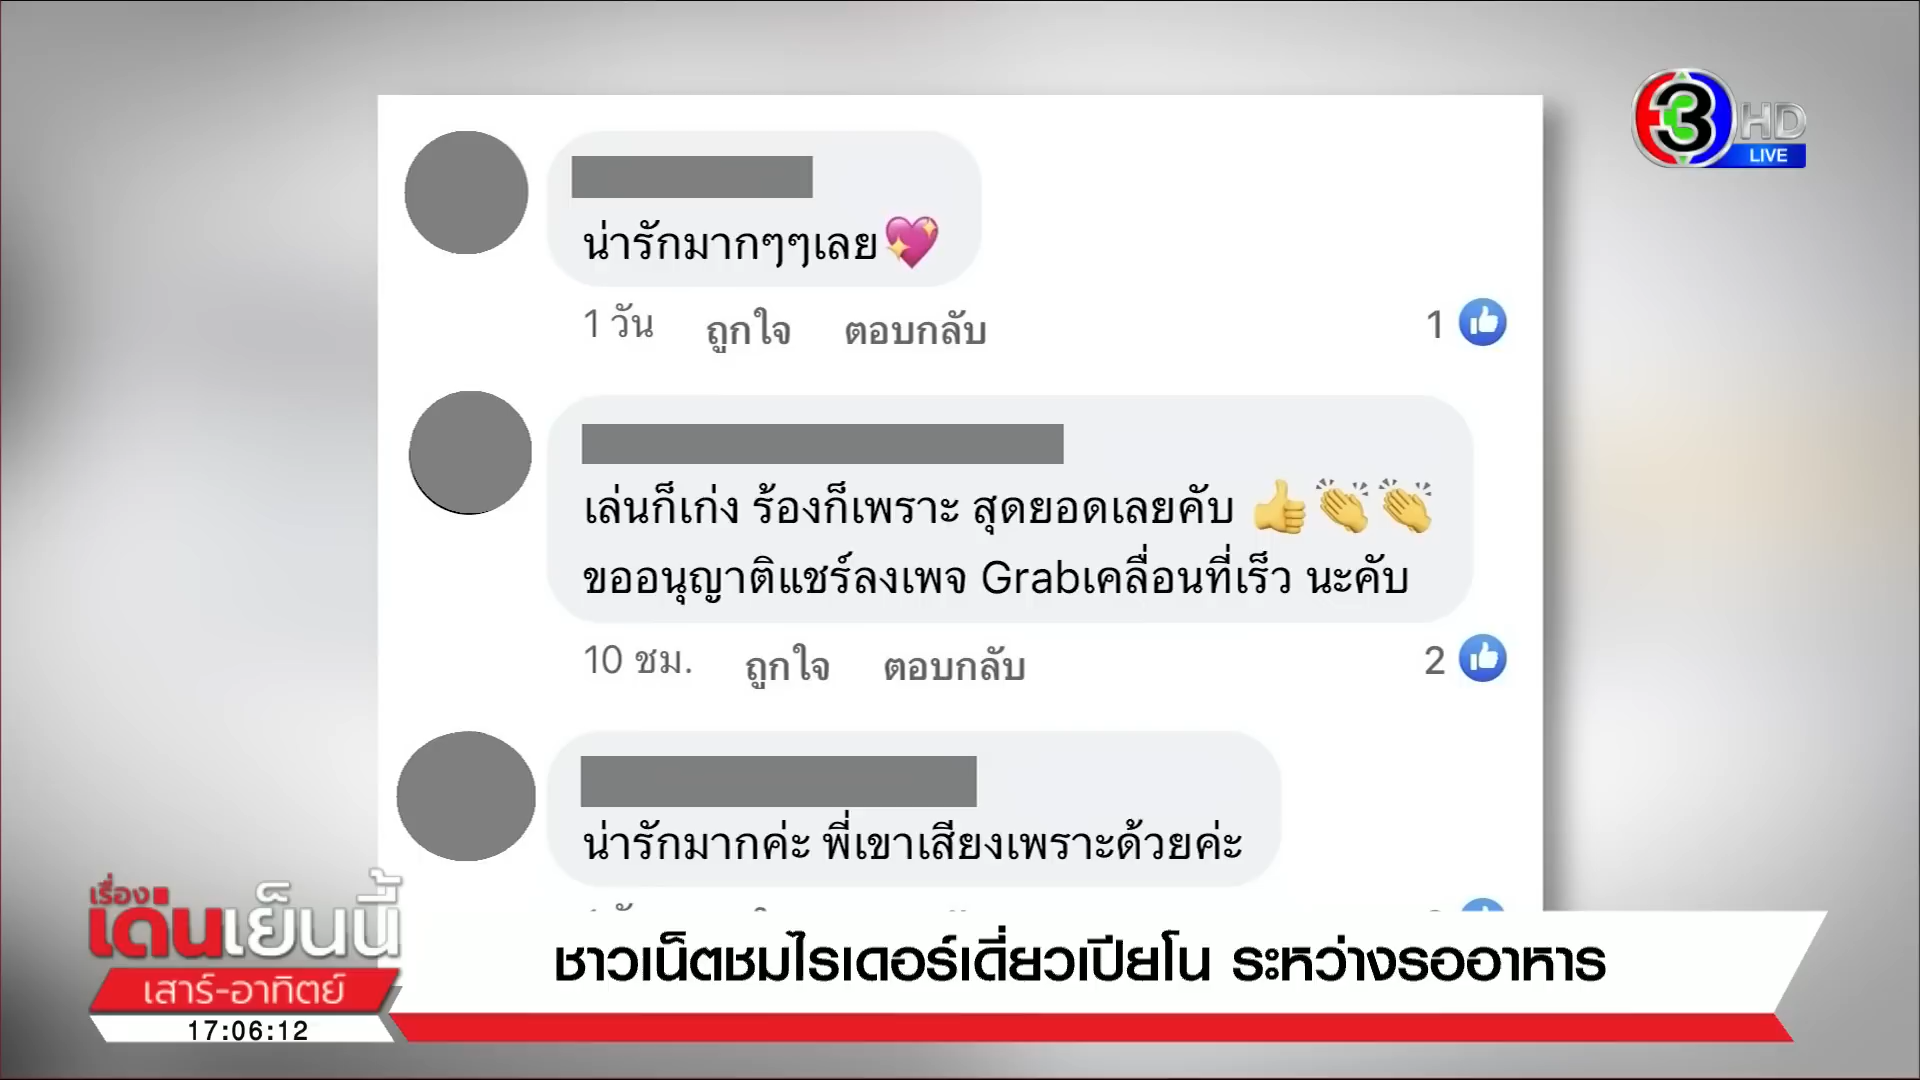 3 HD
LIVE
น่ารักมากๆๆเลย💖
1 วัน ถูกใจ ตอบกลับ 1
เล่นก็เก่ง ร้องก็เพราะ สุดยอดเลยคับ 👍👏👏
ขออนุญาติแชร์ลงเพจ Grabเคลื่อนที่เร็ว นะคับ
10 ชม. ถูกใจ ตอบกลับ 2
น่ารักมากค่ะ พี่เขาเสียงเพราะด้วยค่ะ
เรื่อง
เด่นเย็นนี้
เสาร์-อาทิตย์
17:06:12
ชาวเน็ตชมไรเดอร์เดี่ยวเปียโน ระหว่างรออาหาร